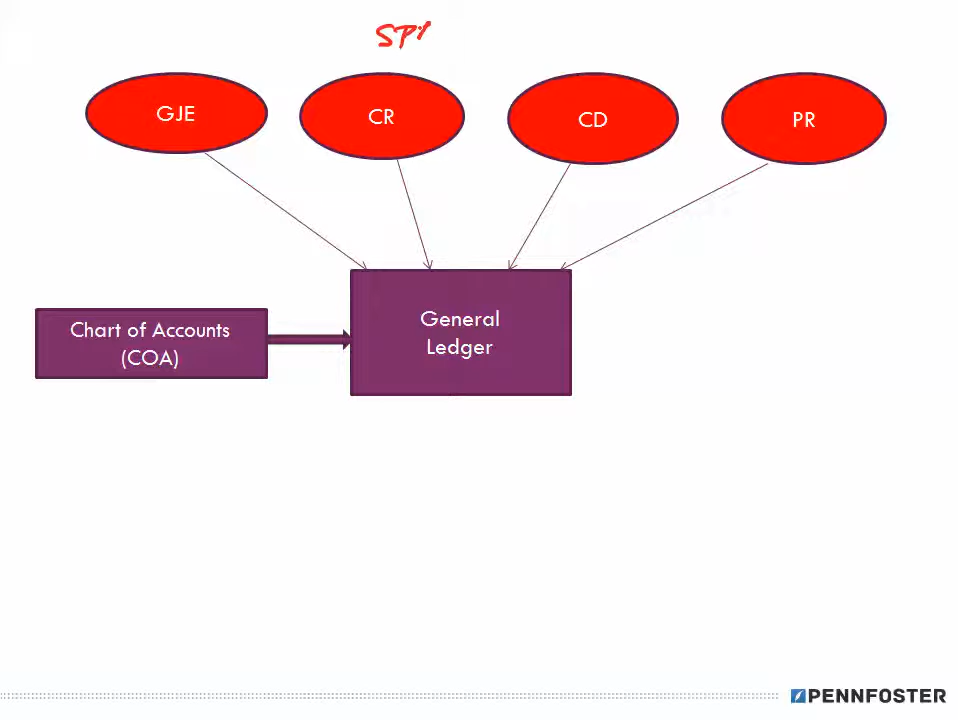 GJE
CR
CD
PR
General
Ledger
Chart of Accounts
(COA)
PENNFOSTER